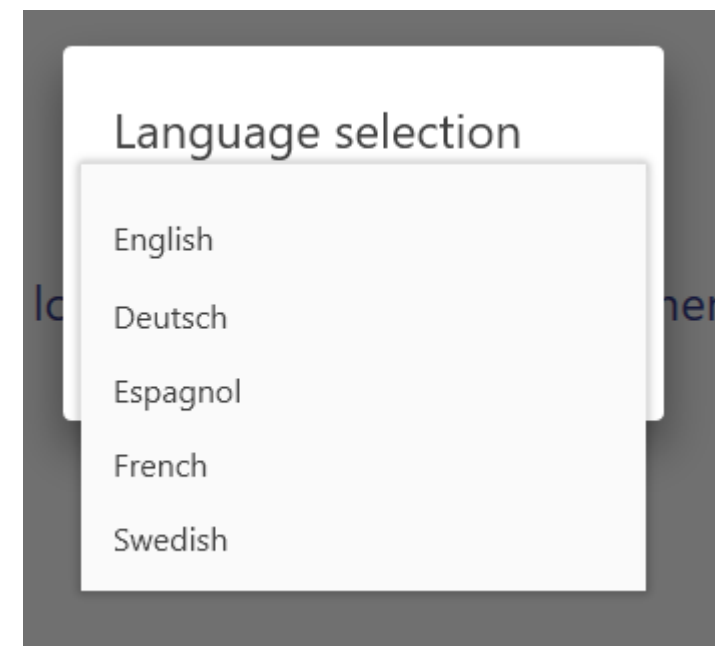 Language selection
English
Deutsch
Espagnol
French
Swedish